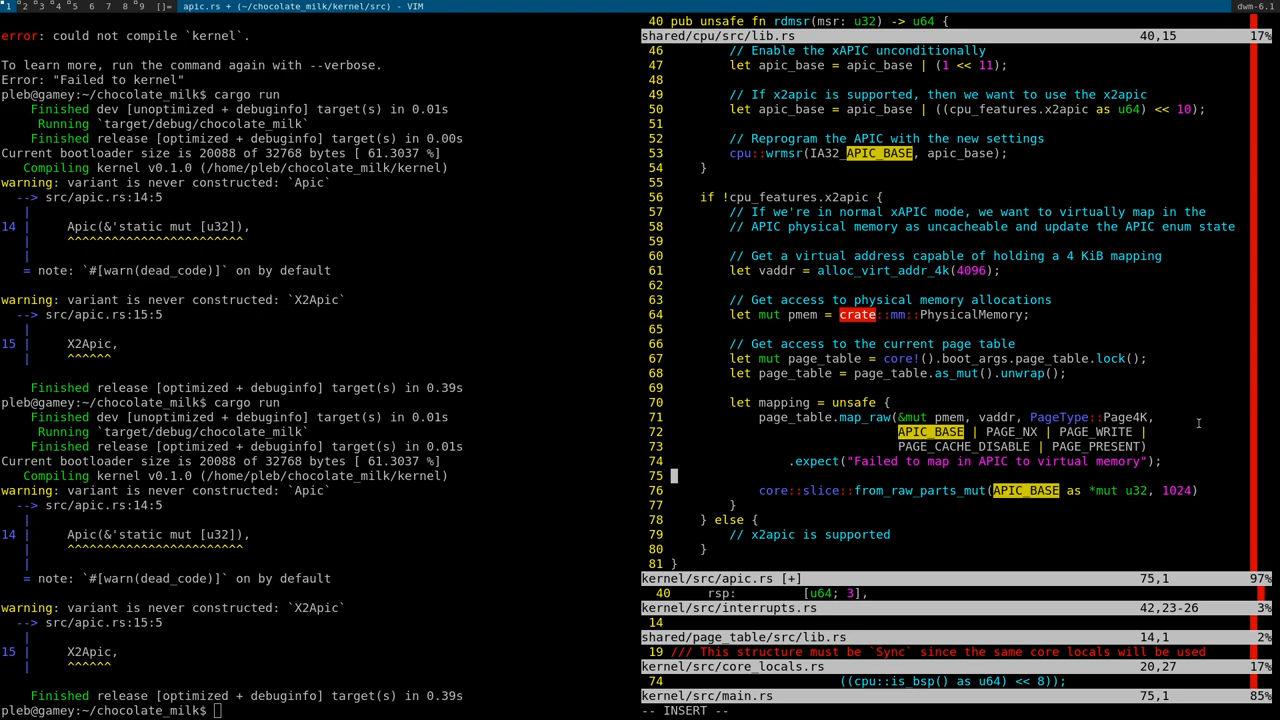 1 2 3 4 5 6 7 8 9 []= apic.rs + (~/chocolate_milk/kernel/src) - VIM dwm-6.1
error: could not compile `kernel`.
To learn more, run the command again with --verbose.
Error: "Failed to kernel"
pleb@gamey:~/chocolate_milk$ cargo run
Finished dev [unoptimized + debuginfo] target(s) in 0.01s
Running `target/debug/chocolate_milk`
Finished release [optimized + debuginfo] target(s) in 0.00s
Current bootloader size is 20088 of 32768 bytes [ 61.3037 %]
Compiling kernel v0.1.0 (/home/pleb/chocolate_milk/kernel)
warning: variant is never constructed: `Apic`
--> src/apic.rs:14:5
|
14 | Apic(&'static mut [u32]),
| ^^^^^^^^^^^^^^^^^^^^^^^^
|
= note: `#[warn(dead_code)]` on by default
warning: variant is never constructed: `X2Apic`
--> src/apic.rs:15:5
|
15 | X2Apic,
| ^^^^^^
Finished release [optimized + debuginfo] target(s) in 0.39s
pleb@gamey:~/chocolate_milk$ cargo run
Finished dev [unoptimized + debuginfo] target(s) in 0.01s
Running `target/debug/chocolate_milk`
Finished release [optimized + debuginfo] target(s) in 0.01s
Current bootloader size is 20088 of 32768 bytes [ 61.3037 %]
Compiling kernel v0.1.0 (/home/pleb/chocolate_milk/kernel)
warning: variant is never constructed: `Apic`
--> src/apic.rs:14:5
|
14 | Apic(&'static mut [u32]),
| ^^^^^^^^^^^^^^^^^^^^^^^^
|
= note: `#[warn(dead_code)]` on by default
warning: variant is never constructed: `X2Apic`
--> src/apic.rs:15:5
|
15 | X2Apic,
| ^^^^^^
Finished release [optimized + debuginfo] target(s) in 0.39s
pleb@gamey:~/chocolate_milk$
40 pub unsafe fn rdmsr(msr: u32) -> u64 {
shared/cpu/src/lib.rs 40,15 17%
46 // Enable the xAPIC unconditionally
47 let apic_base = apic_base | (1 << 11);
48
49 // If x2apic is supported, then we want to use the x2apic
50 let apic_base = apic_base | ((cpu_features.x2apic as u64) << 10);
51
52 // Reprogram the APIC with the new settings
53 cpu::wrmsr(IA32_APIC_BASE, apic_base);
54 }
55
56 if !cpu_features.x2apic {
57 // If we're in normal xAPIC mode, we want to virtually map in the
58 // APIC physical memory as uncacheable and update the APIC enum state
59
60 // Get a virtual address capable of holding a 4 KiB mapping
61 let vaddr = alloc_virt_addr_4k(4096);
62
63 // Get access to physical memory allocations
64 let mut pmem = crate::mm::PhysicalMemory;
65
66 // Get access to the current page table
67 let mut page_table = core!().boot_args.page_table.lock();
68 let page_table = page_table.as_mut().unwrap();
69
70 let mapping = unsafe {
71 page_table.map_raw(&mut pmem, vaddr, PageType::Page4K,
72 APIC_BASE | PAGE_NX | PAGE_WRITE |
73 PAGE_CACHE_DISABLE | PAGE_PRESENT)
74 .expect("Failed to map in APIC to virtual memory");
75
76 core::slice::from_raw_parts_mut(APIC_BASE as *mut u32, 1024)
77 }
78 } else {
79 // x2apic is supported
80 }
81 }
kernel/src/apic.rs [+] 75,1 97%
40 rsp: [u64; 3],
kernel/src/interrupts.rs 42,23-26 3%
14
shared/page_table/src/lib.rs 14,1 2%
19 /// This structure must be `Sync` since the same core locals will be used
kernel/src/core_locals.rs 20,27 17%
74 ((cpu::is_bsp() as u64) << 8));
kernel/src/main.rs 75,1 85%
-- INSERT --